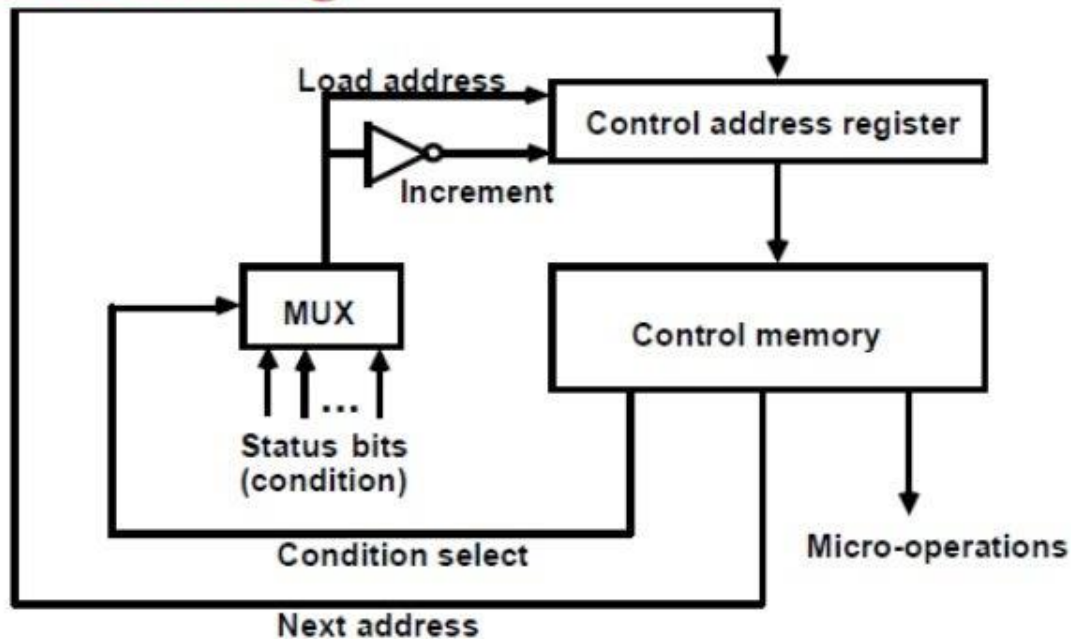 Load address
Control address register
Increment
MUX
Control memory
...
Status bits
(condition)
Micro-operations
Condition select
Next address